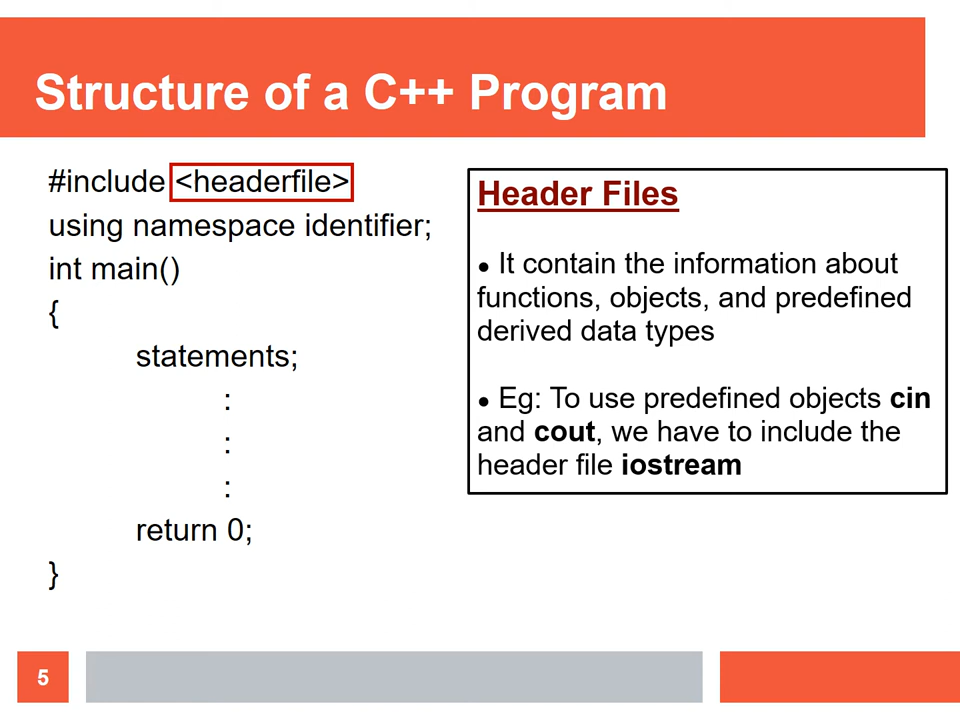 Structure of a C++ Program
#include <headerfile>
using namespace identifier;
int main()
{
statements;
:
:
:
return 0;
}
Header Files
● It contain the information about
functions, objects, and predefined
derived data types
● Eg: To use predefined objects cin
and cout, we have to include the
header file iostream
5